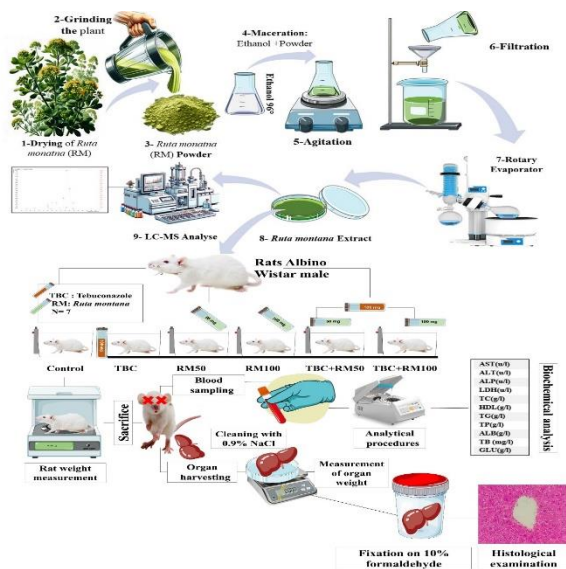 2-Grinding
the plant
4-Maceration:
Ethanol +Powder
6-Filtration
Ethanol 96°
1-Drying of Ruta
monatna (RM)
3- Ruta monatna
(RM) Powder
5-Agitation
7-Rotary
Evaporator
9- LC-MS Analyse
8- Ruta montana Extract
Rats Albino
Wistar male
TBC : Tebuconazole
RM: Ruta montana
N= 7
Control
TBC
RM50
RM100
TBC+RM50
TBC+RM100
Blood
sampling
Sacrifice
Rat weight
measurement
Cleaning with
0.9% NaCl
Analytical
procedures
Organ
harvesting
Measurement
of organ
weight
AST(u/l)
ALT(u/l)
ALP(u/l)
LDH(u/l)
TC(g/l)
HDL(g/l)
TG(g/l)
TP(g/l)
ALB(g/l)
TB (mg/l)
GLU(g/l)
Biochemical analysis
Fixation on 10%
formaldehyde
Histological
examination